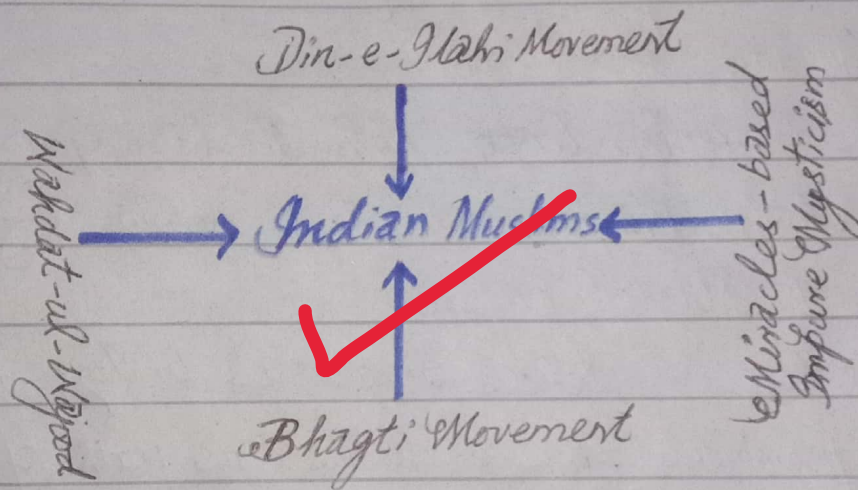 Din-e-Ilahi Movement
Wahdat-ul-Wajood
Indian Muslims
Miracles-based
Impure Mysticism
Bhagti Movement